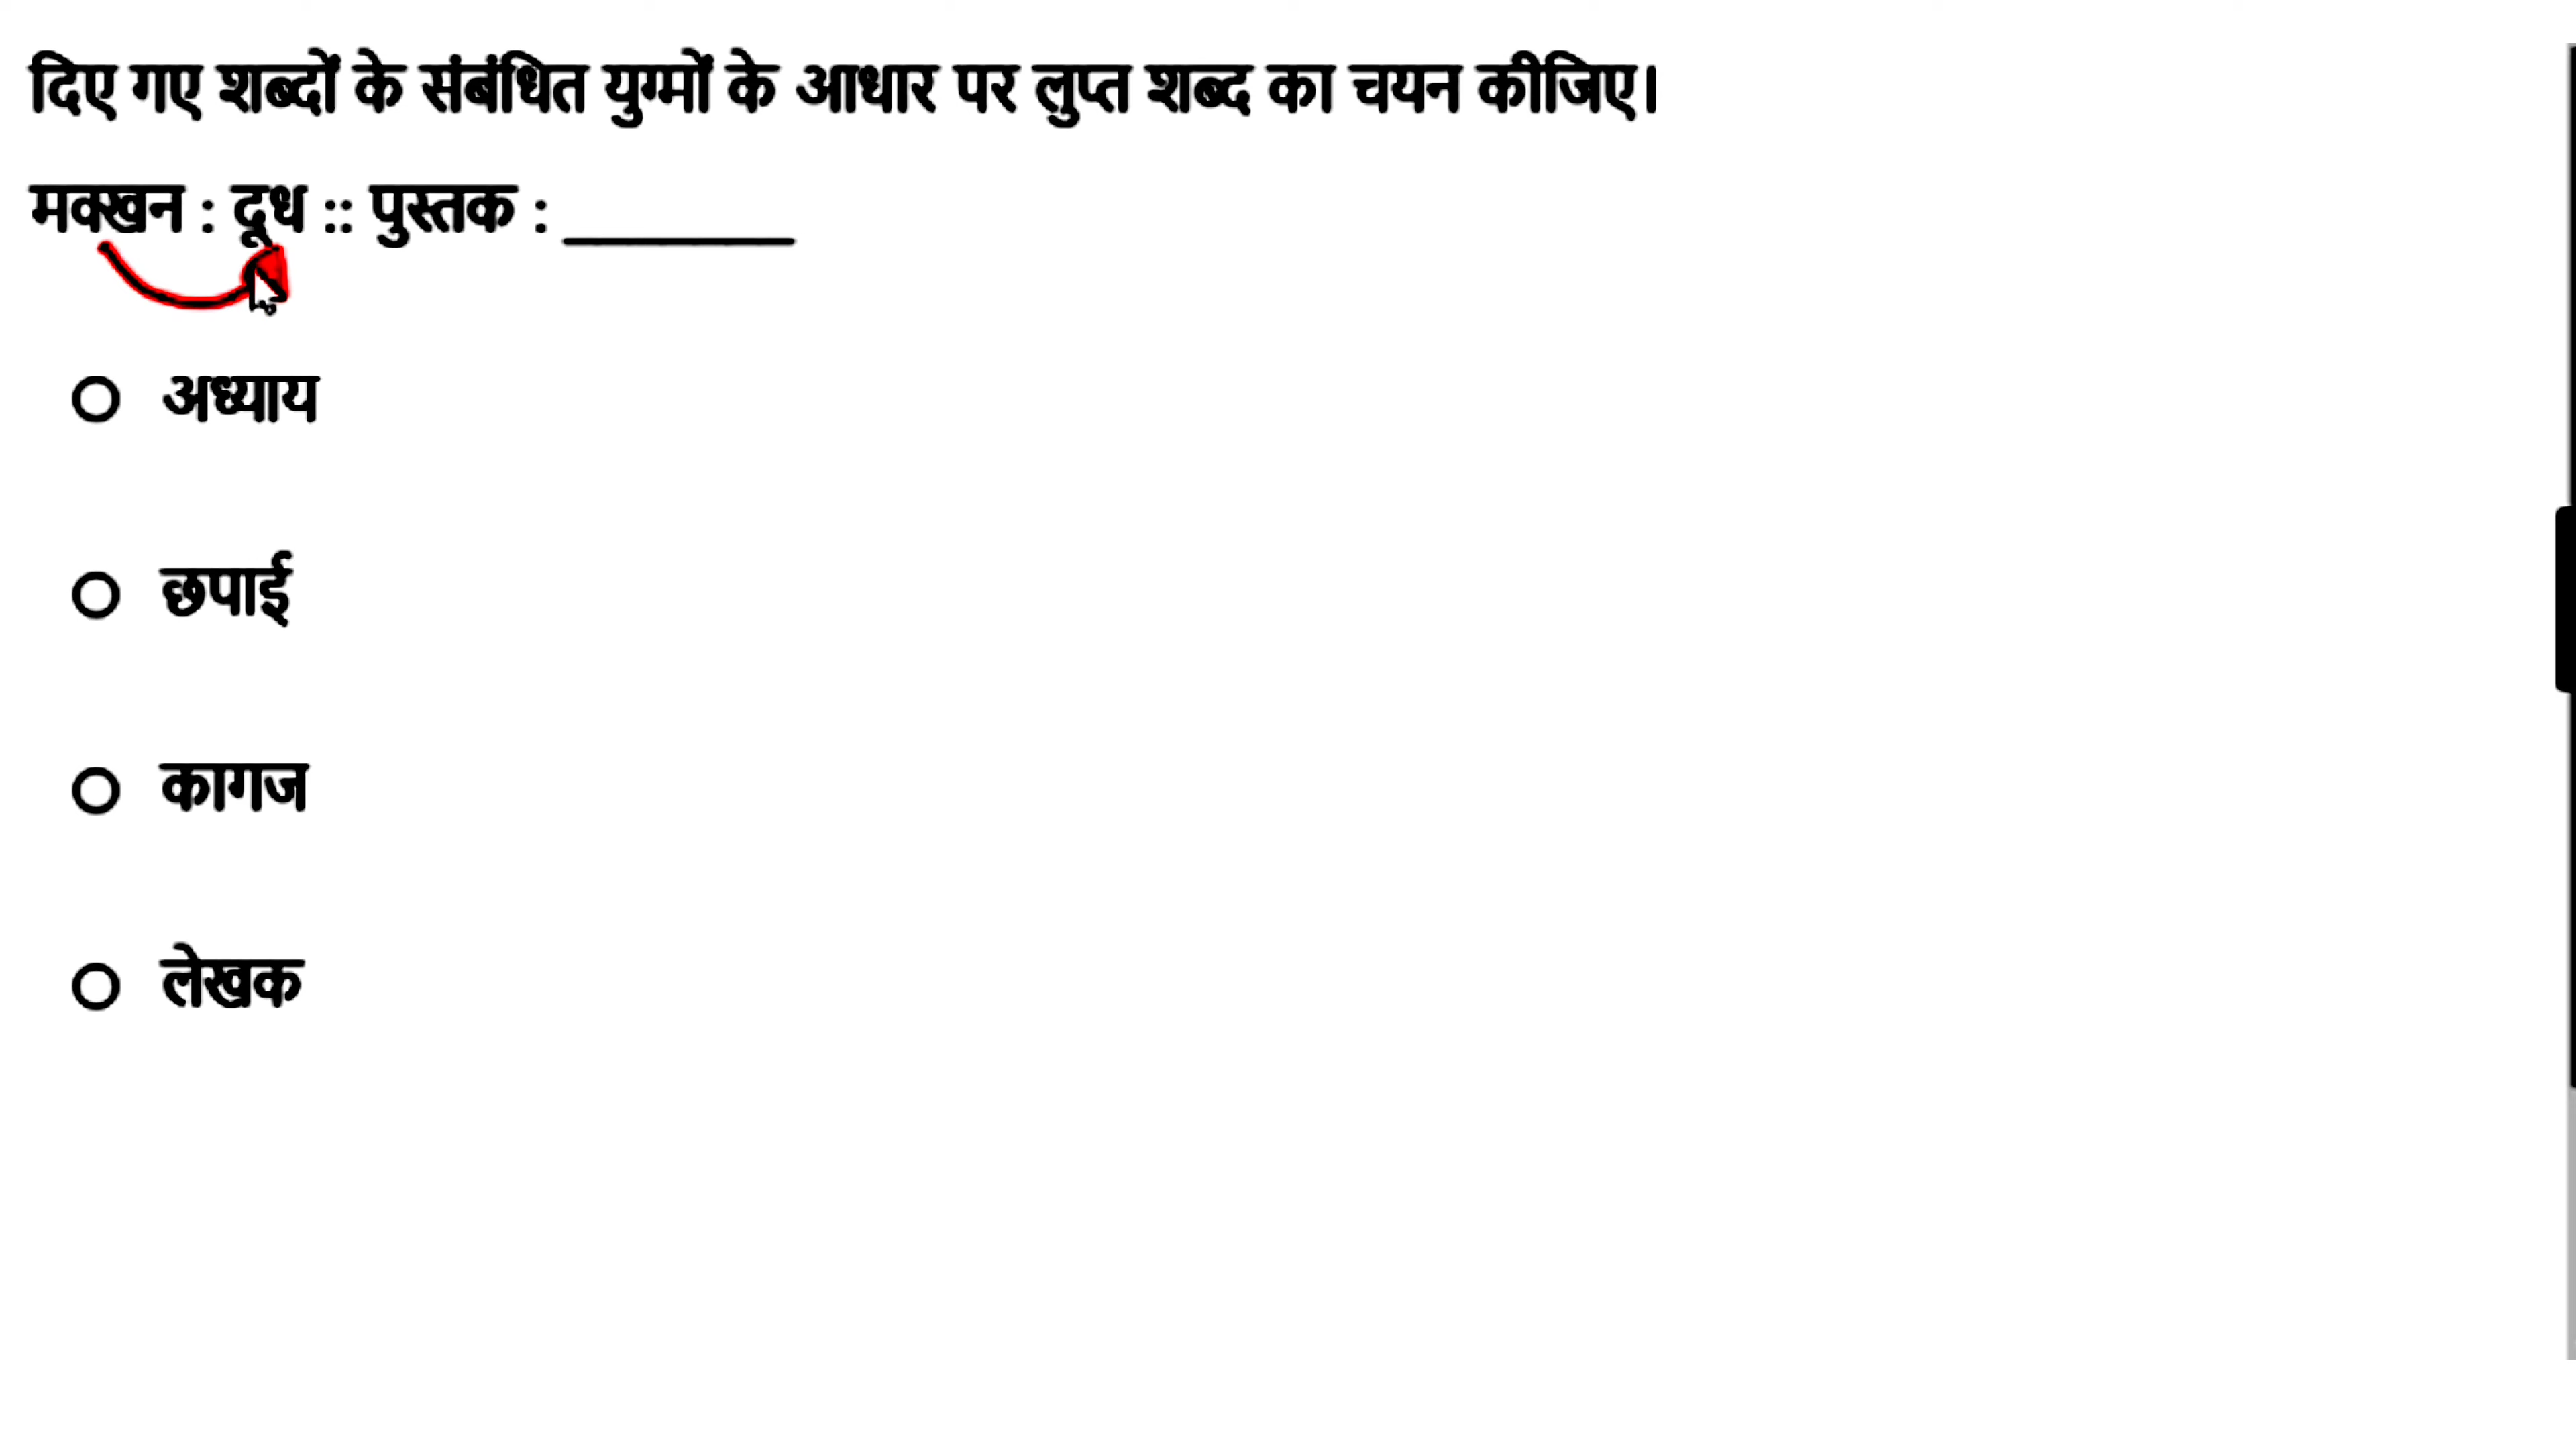 दिए गए शब्दों के संबंधित युग्मों के आधार पर लुप्त शब्द का चयन कीजिए।
मक्खन : दूध :: पुस्तक : ________
अध्याय
छपाई
कागज
लेखक